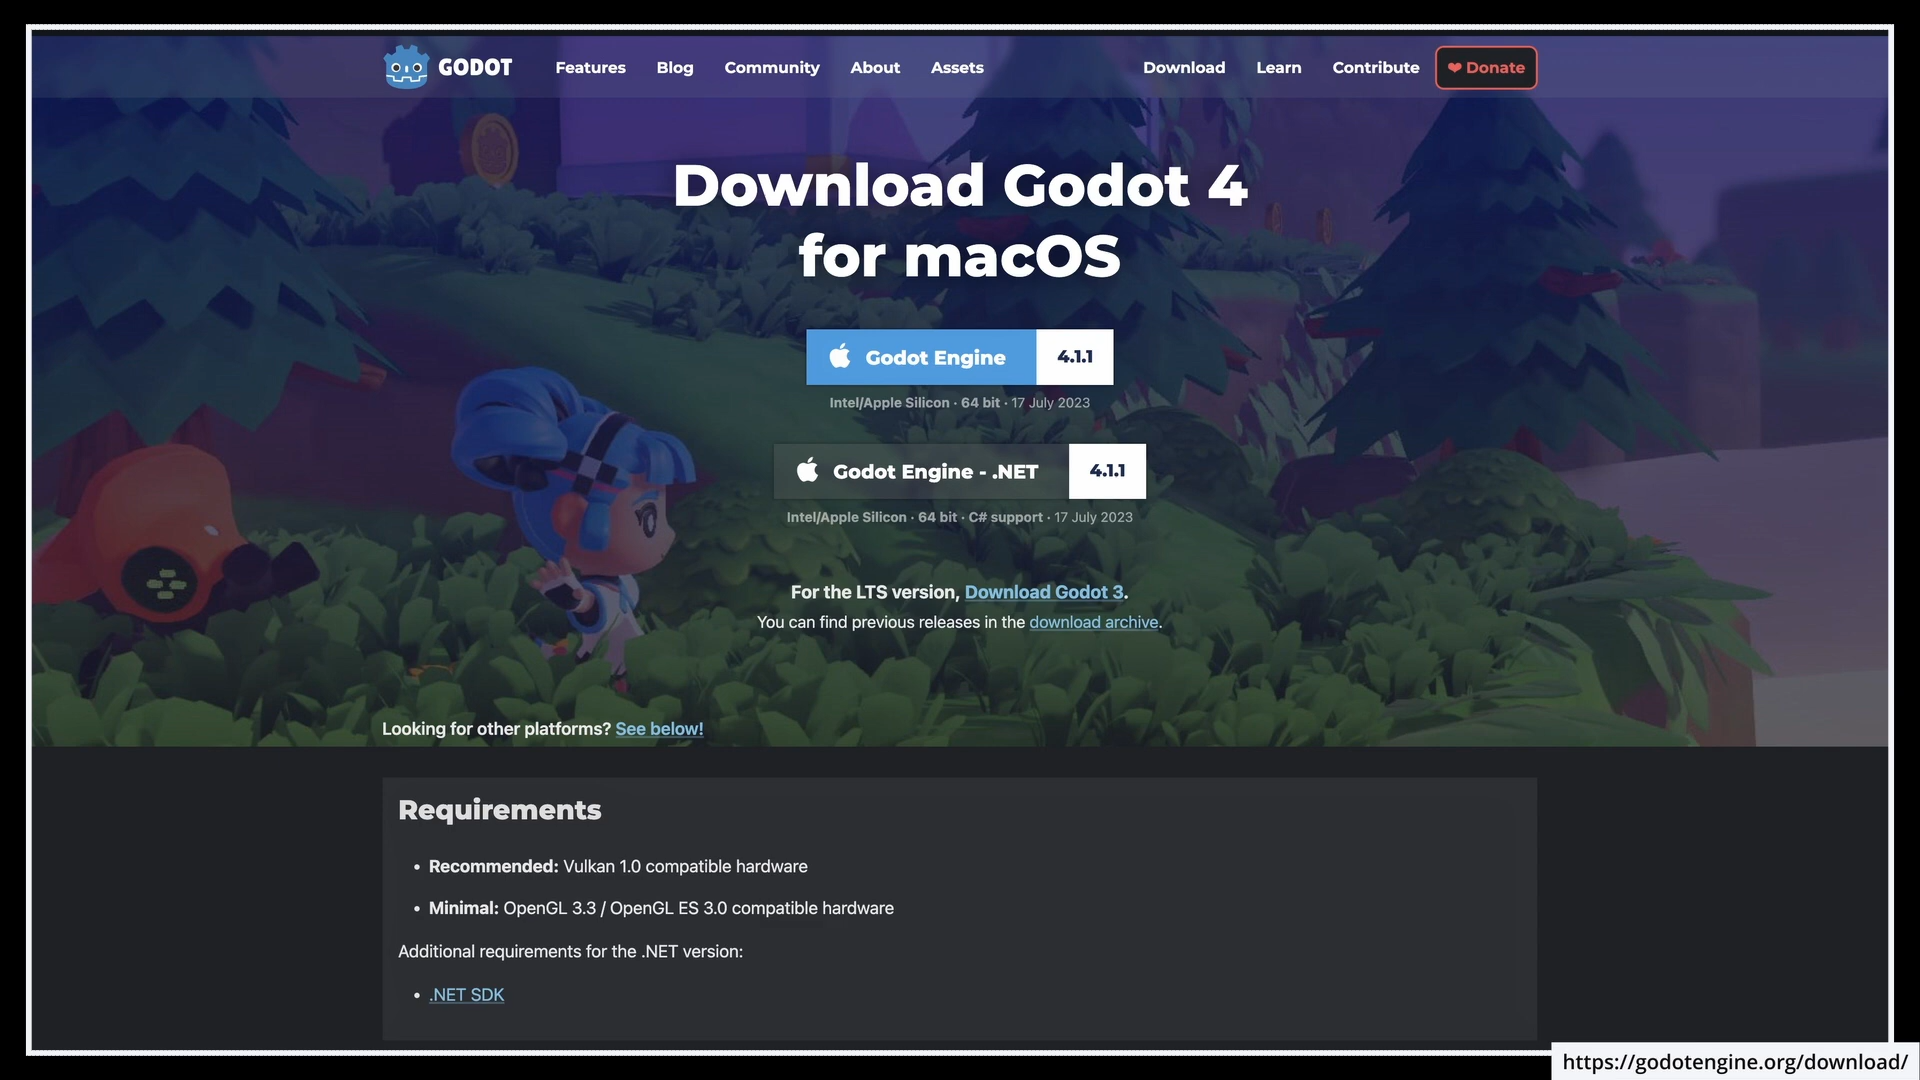 GODOT Features Blog Community About Assets Download Learn Contribute ❤ Donate
Download Godot 4
for macOS
Godot Engine 4.1.1
Intel/Apple Silicon · 64 bit · 17 July 2023
Godot Engine - .NET 4.1.1
Intel/Apple Silicon · 64 bit · C# support · 17 July 2023
For the LTS version, Download Godot 3.
You can find previous releases in the download archive.
Looking for other platforms? See below!
Requirements
• Recommended: Vulkan 1.0 compatible hardware
• Minimal: OpenGL 3.3 / OpenGL ES 3.0 compatible hardware
Additional requirements for the .NET version:
• .NET SDK
https://godotengine.org/download/